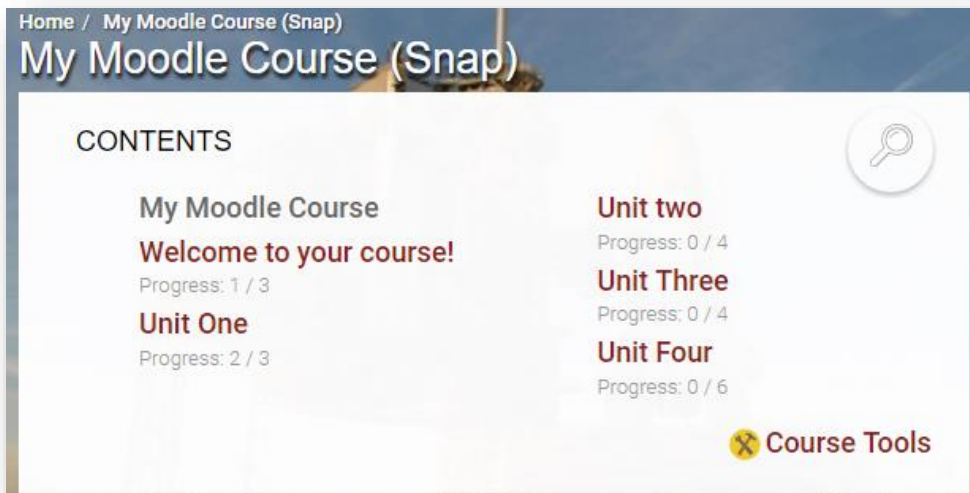 Home / My Moodle Course (Snap)
My Moodle Course (Snap)
CONTENTS
My Moodle Course
Welcome to your course!
Progress: 1 / 3
Unit One
Progress: 2 / 3
Unit two
Progress: 0 / 4
Unit Three
Progress: 0 / 4
Unit Four
Progress: 0 / 6
Course Tools